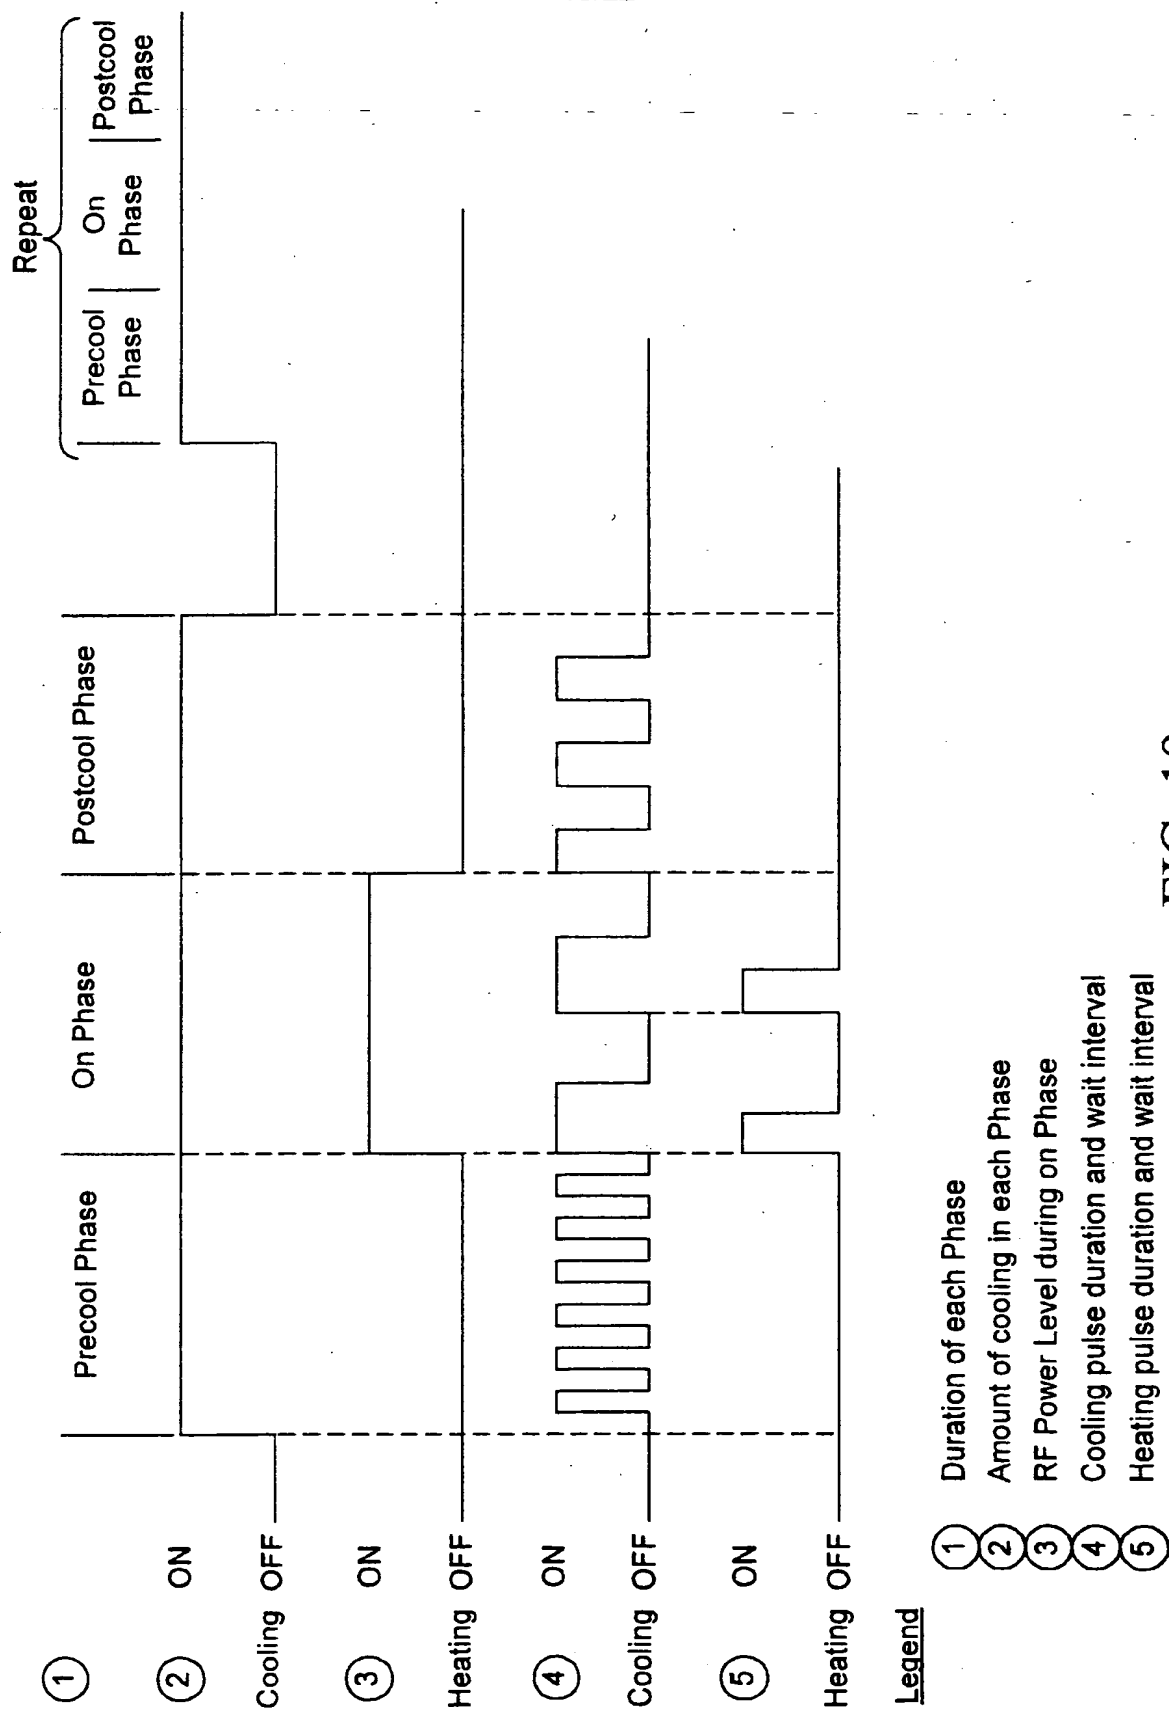 Repeat
① Precool Phase On Phase Postcool Phase Precool Phase On Phase Postcool Phase
② ON
Cooling OFF
③ ON
Heating OFF
④ ON
Cooling OFF
⑤ ON
Heating OFF
Legend
① Duration of each Phase
② Amount of cooling in each Phase
③ RF Power Level during on Phase
④ Cooling pulse duration and wait interval
⑤ Heating pulse duration and wait interval